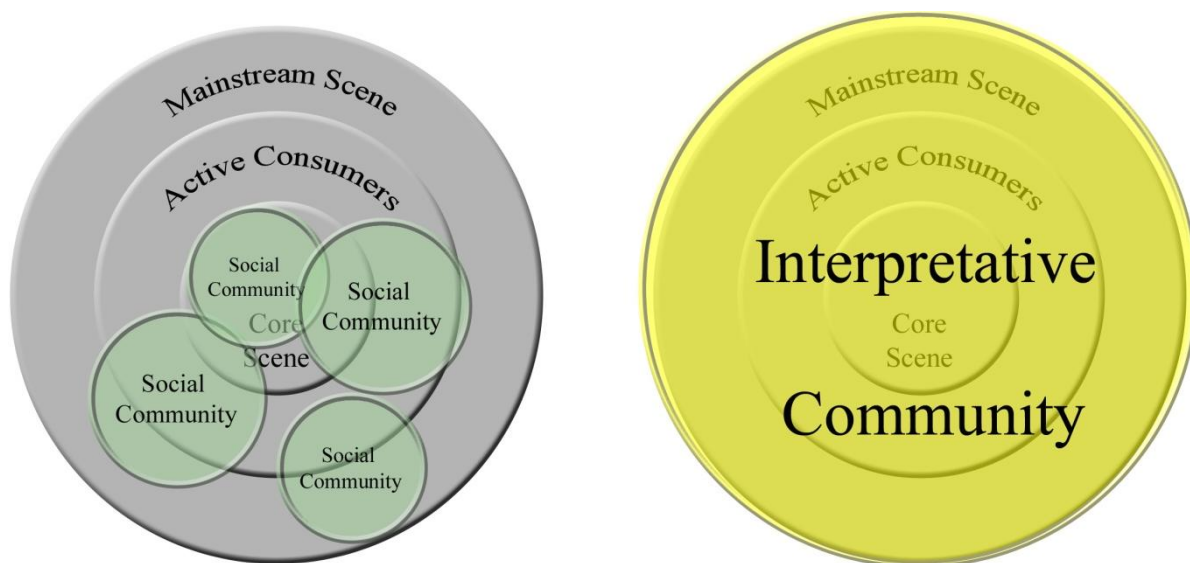 Mainstream Scene
Active Consumers
Social
Community
Social
Community
Core
Scene
Social
Community
Social
Community
Mainstream Scene
Active Consumers
Interpretative
Core
Scene
Community